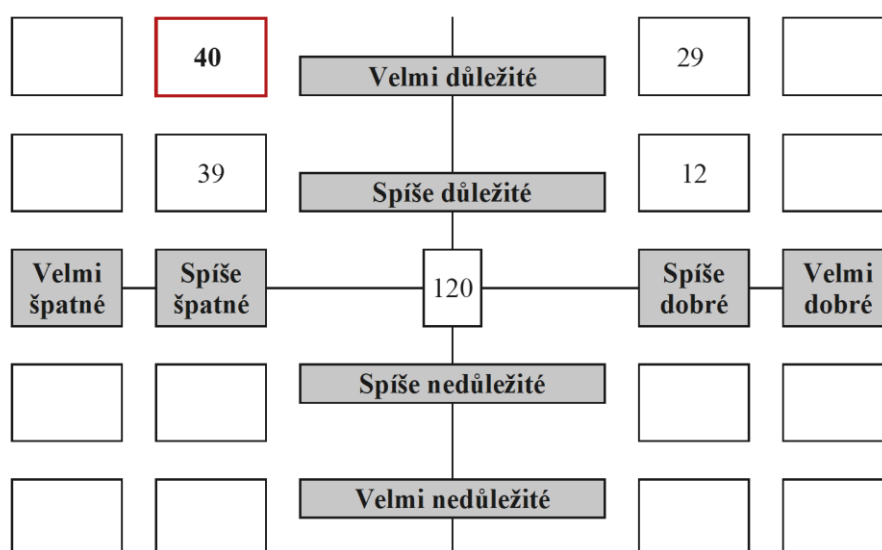 40
29
Velmi důležité
39
12
Spíše důležité
Velmi
špatné
Spíše
špatné
120
Spíše
dobré
Velmi
dobré
Spíše nedůležité
Velmi nedůležité